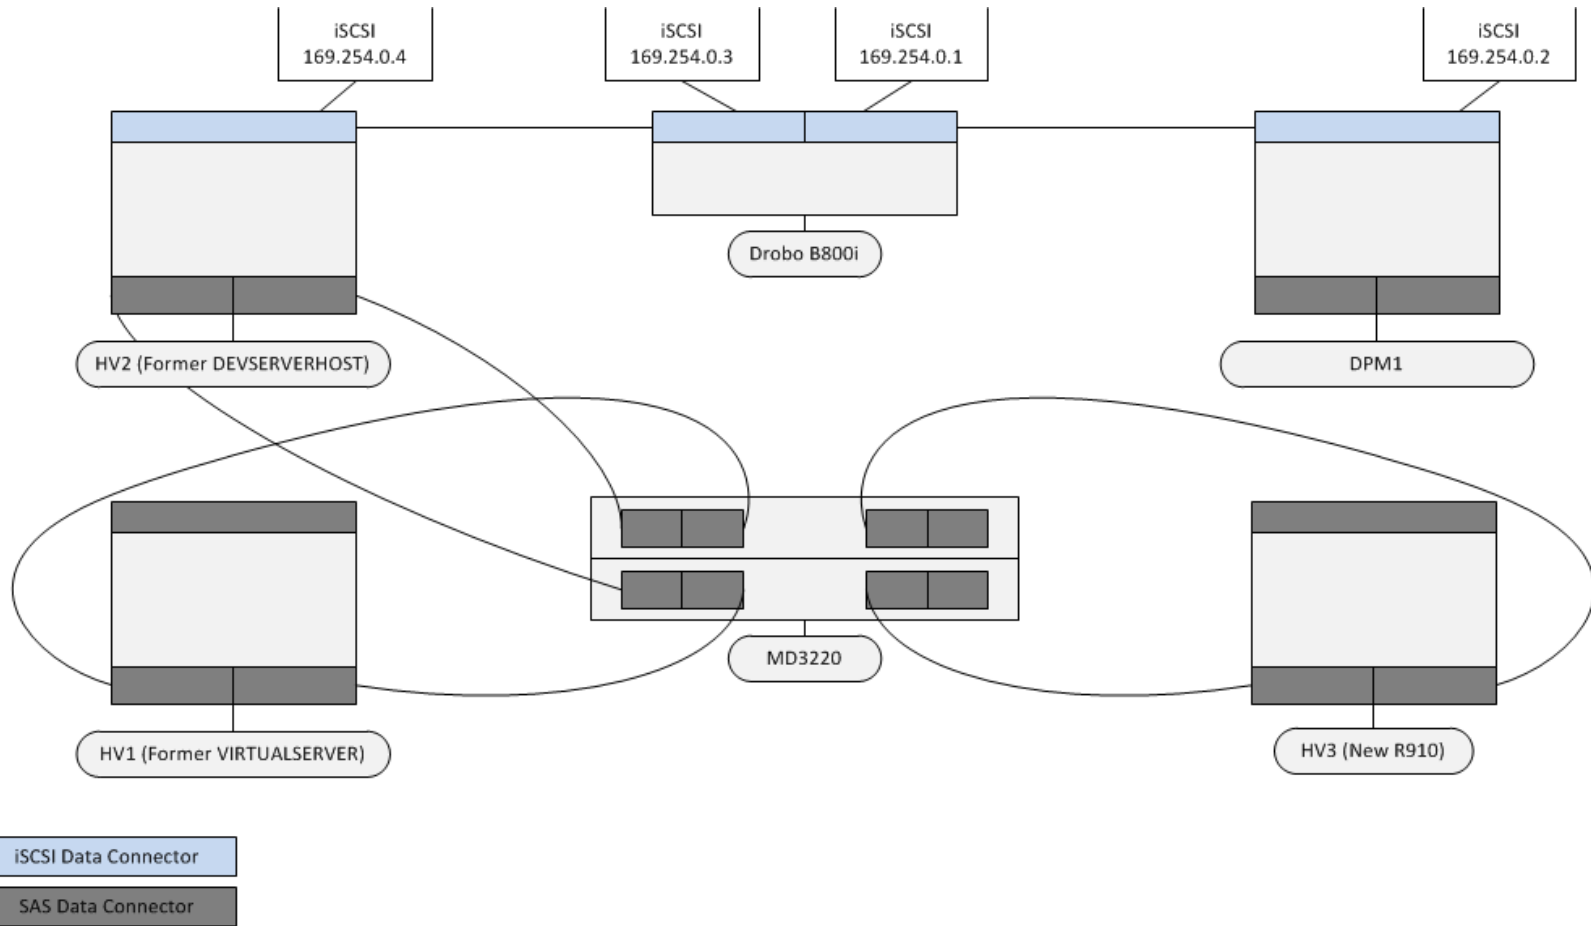 iSCSI
169.254.0.4
iSCSI
169.254.0.3
iSCSI
169.254.0.1
iSCSI
169.254.0.2
Drobo B800i
HV2 (Former DEVSERVERHOST)
DPM1
MD3220
HV1 (Former VIRTUALSERVER)
HV3 (New R910)
iSCSI Data Connector
SAS Data Connector